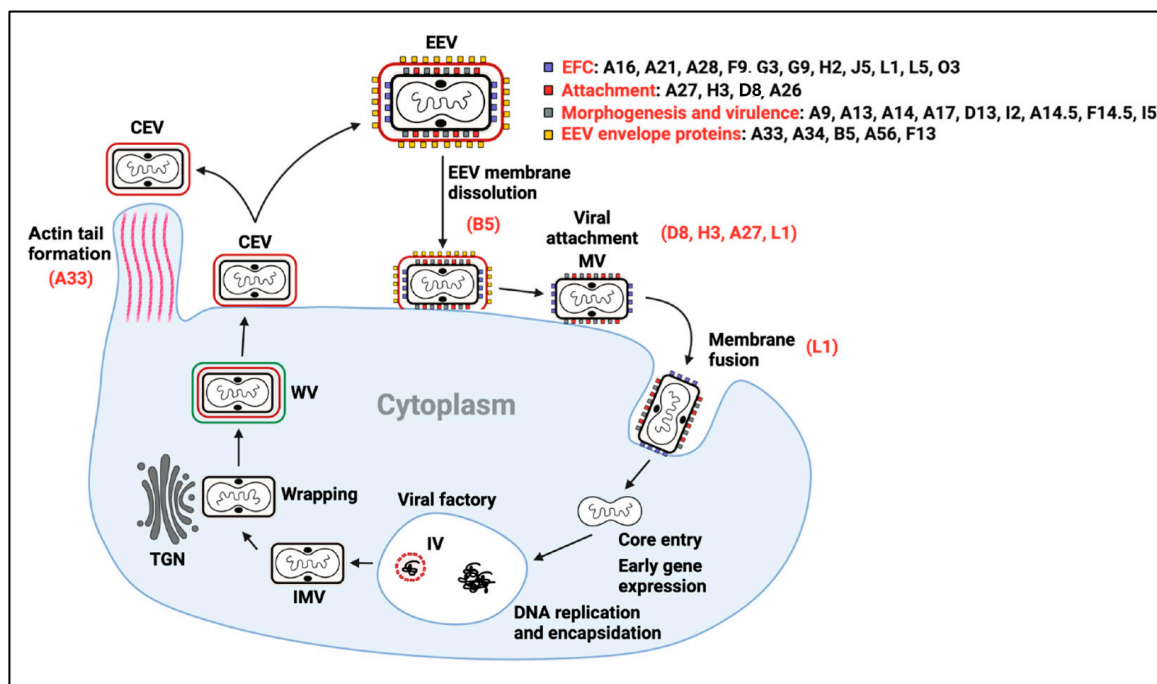 EEV
EFC: A16, A21, A28, F9. G3, G9, H2, J5, L1, L5, O3
Attachment: A27, H3, D8, A26
Morphogenesis and virulence: A9, A13, A14, A17, D13, I2, A14.5, F14.5, I5
EEV envelope proteins: A33, A34, B5, A56, F13
CEV
EEV membrane
dissolution
(B5)
Viral
attachment
(D8, H3, A27, L1)
MV
Actin tail
formation
(A33)
CEV
Membrane
fusion
(L1)
WV
Cytoplasm
Wrapping
TGN
Viral factory
IV
IMV
Core entry
Early gene
expression
DNA replication
and encapsidation